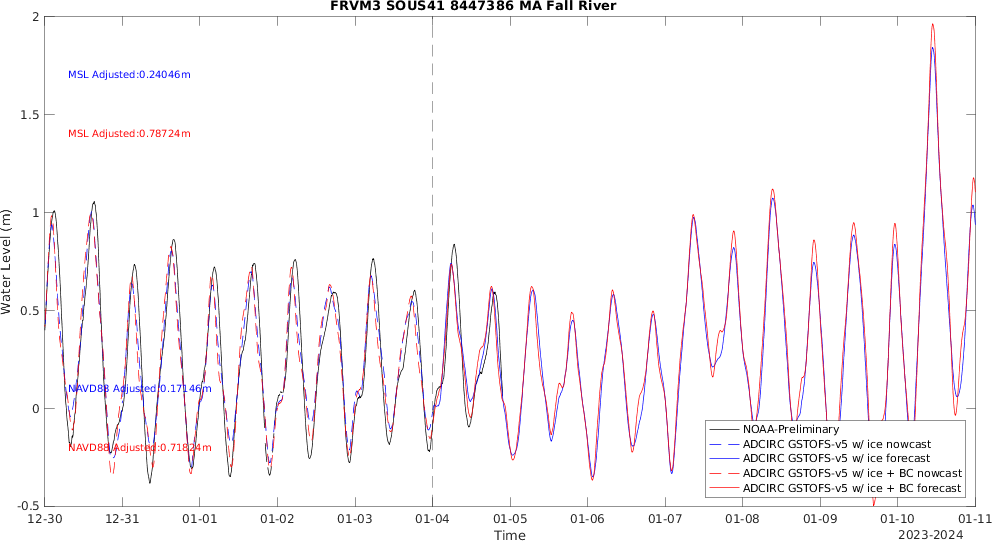 FRVM3 SOUS41 8447386 MA Fall River
2
1.5
1
0.5
0
-0.5
Water Level (m)
MSL Adjusted:0.24046m
MSL Adjusted:0.78724m
NAVD88 Adjusted:0.17146m
NAVD88 Adjusted:0.71824m
NOAA-Preliminary
ADCIRC GSTOFS-v5 w/ ice nowcast
ADCIRC GSTOFS-v5 w/ ice forecast
ADCIRC GSTOFS-v5 w/ ice + BC nowcast
ADCIRC GSTOFS-v5 w/ ice + BC forecast
12-30 12-31 01-01 01-02 01-03 01-04 01-05 01-06 01-07 01-08 01-09 01-10 01-11
Time
2023-2024